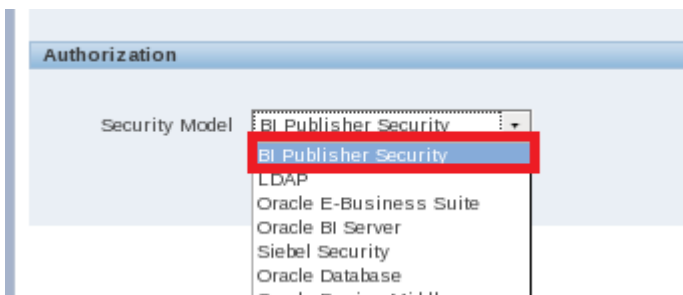 Authorization
Security Model BI Publisher Security
BI Publisher Security
LDAP
Oracle E-Business Suite
Oracle BI Server
Siebel Security
Oracle Database
Oracle